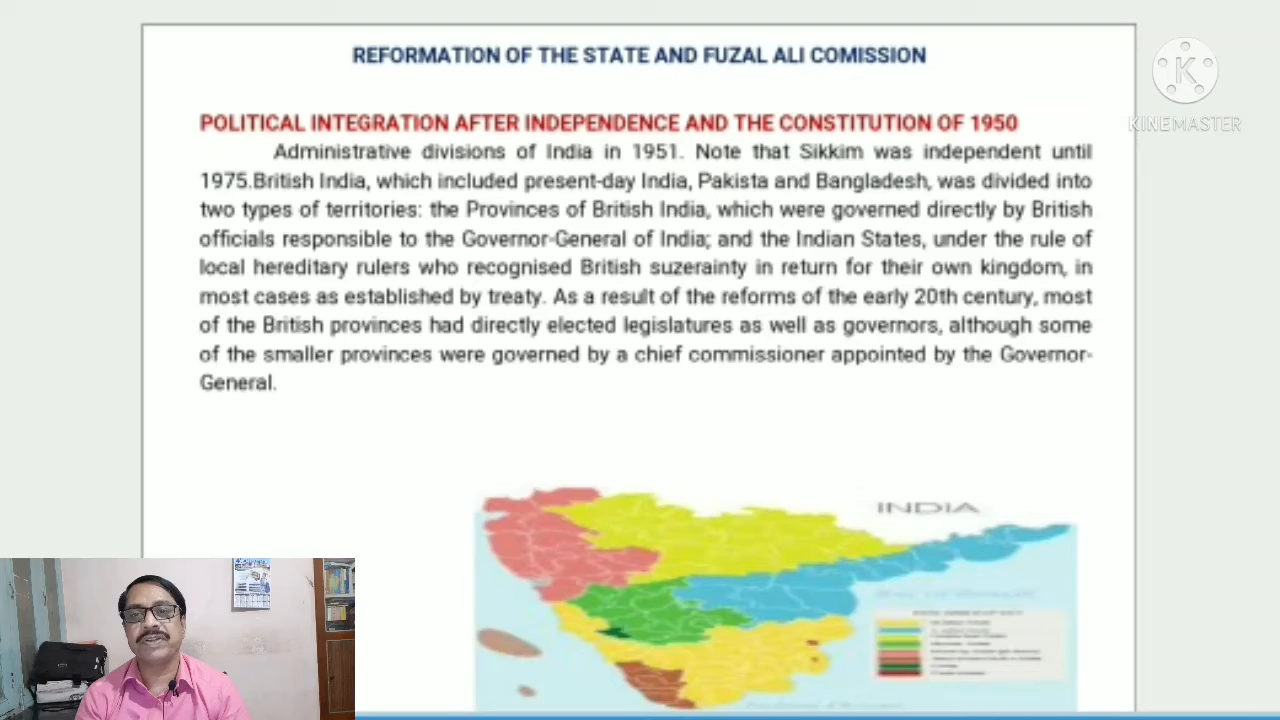 REFORMATION OF THE STATE AND FUZAL ALI COMISSION
POLITICAL INTEGRATION AFTER INDEPENDENCE AND THE CONSTITUTION OF 1950
Administrative divisions of India in 1951. Note that Sikkim was independent until
1975.British India, which included present-day India, Pakista and Bangladesh, was divided into
two types of territories: the Provinces of British India, which were governed directly by British
officials responsible to the Governor-General of India; and the Indian States, under the rule of
local hereditary rulers who recognised British suzerainty in return for their own kingdom, in
most cases as established by treaty. As a result of the reforms of the early 20th century, most
of the British provinces had directly elected legislatures as well as governors, although some
of the smaller provinces were governed by a chief commissioner appointed by the Governor-
General.
K
KINEMASTER
INDIA